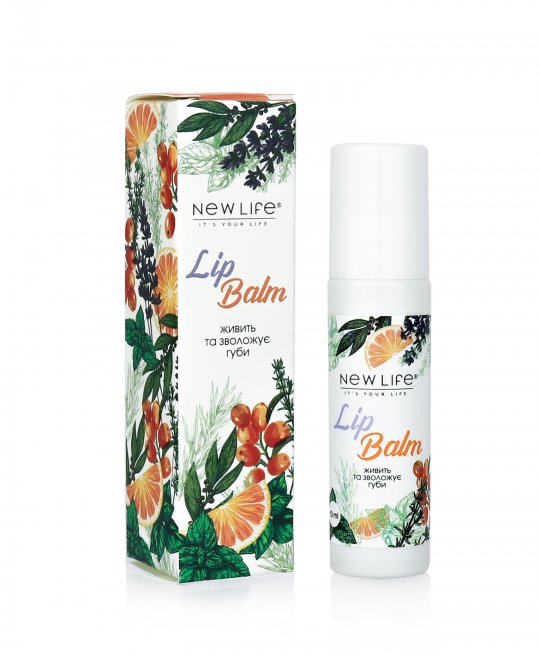 NEW LIFE®
IT'S YOUR LIFE
Lip
Balm
живить
та зволожує
губи
NEW LIFE®
IT'S YOUR LIFE
Lip
Balm
живить
та зволожує
губи